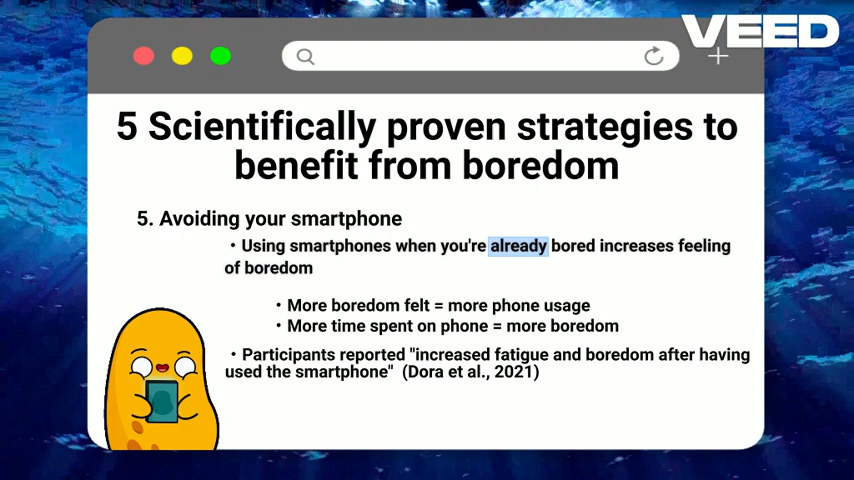 VEED
5 Scientifically proven strategies to
benefit from boredom
5. Avoiding your smartphone
• Using smartphones when you're already bored increases feeling
of boredom
• More boredom felt = more phone usage
• More time spent on phone = more boredom
• Participants reported "increased fatigue and boredom after having
used the smartphone" (Dora et al., 2021)